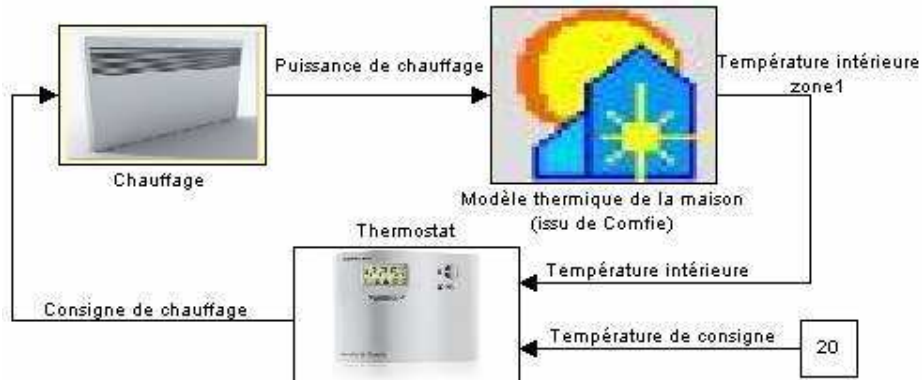 Puissance de chauffage
Température intérieure
zone1
Chauffage
Modèle thermique de la maison
(issu de Comfie)
Thermostat
Température intérieure
Consigne de chauffage
Température de consigne
20